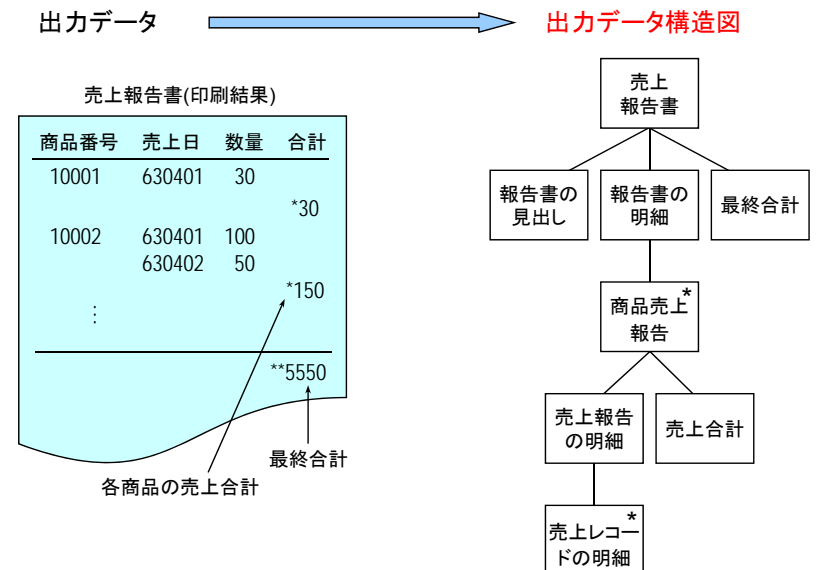 出力データ
出力データ構造図
売上報告書(印刷結果)
商品番号 売上日 数量 合計
10001 630401 30
*30
10002 630401 100
630402 50
*150
⋮
**5550
最終合計
各商品の売上合計
売上
報告書
報告書の
見出し
報告書の
明細
最終合計
*
商品売上
報告
売上報告
の明細
売上合計
*
売上レコー
ドの明細